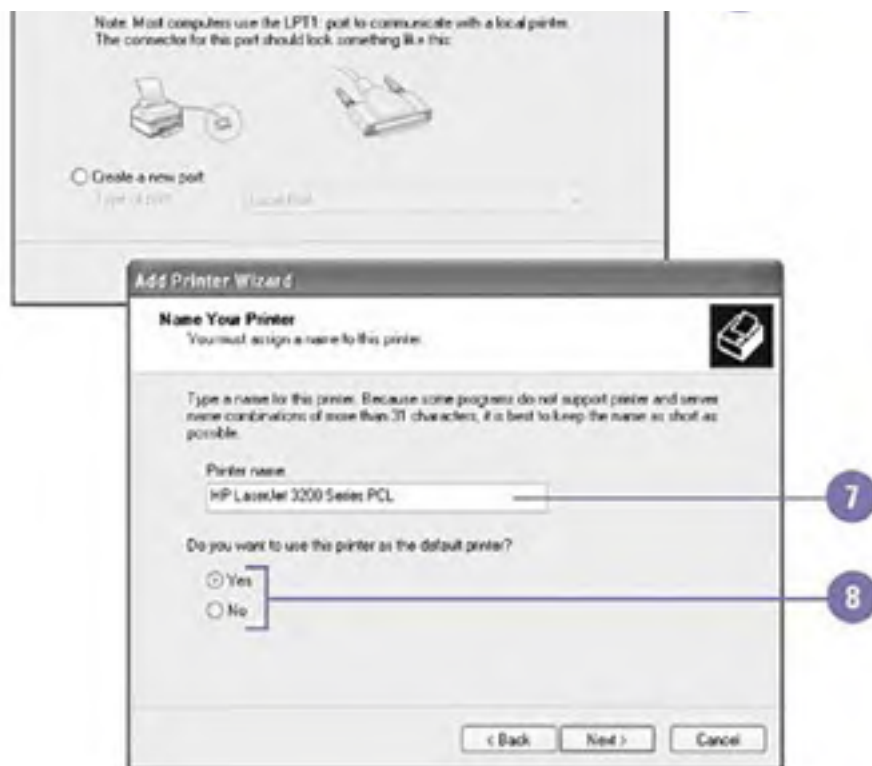 Note: Most computers use the LPT1: port to communicate with a local printer.
The connector for this port should look something like this:
Create a new port:
Type of port:
Local Port
Add Printer Wizard
Name Your Printer
You must assign a name to this printer.
Type a name for this printer. Because some programs do not support printer and server
name combinations of more than 31 characters, it is best to keep the name as short as
possible.
Printer name:
HP LaserJet 3200 Series PCL
7
Do you want to use this printer as the default printer?
Yes
8
No
< Back
Next >
Cancel